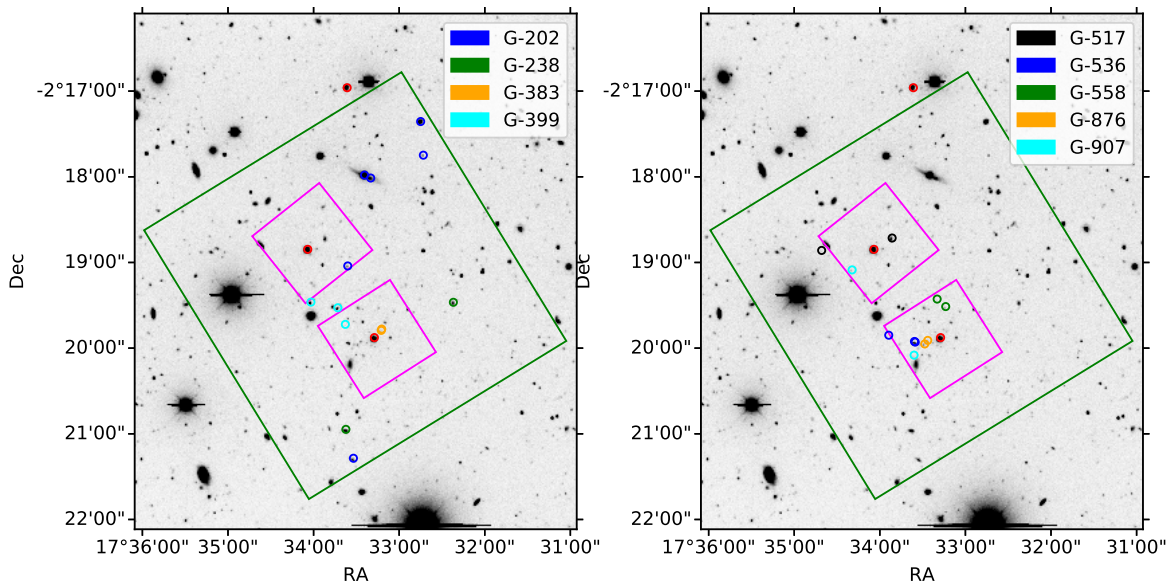 G-202
G-238
G-383
G-399
-2°17'00"
18'00"
19'00"
20'00"
21'00"
22'00"
Dec
17°36'00"
35'00"
34'00"
33'00"
32'00"
31'00"
RA
G-517
G-536
G-558
G-876
G-907
-2°17'00"
18'00"
19'00"
20'00"
21'00"
22'00"
Dec
17°36'00"
35'00"
34'00"
33'00"
32'00"
31'00"
RA